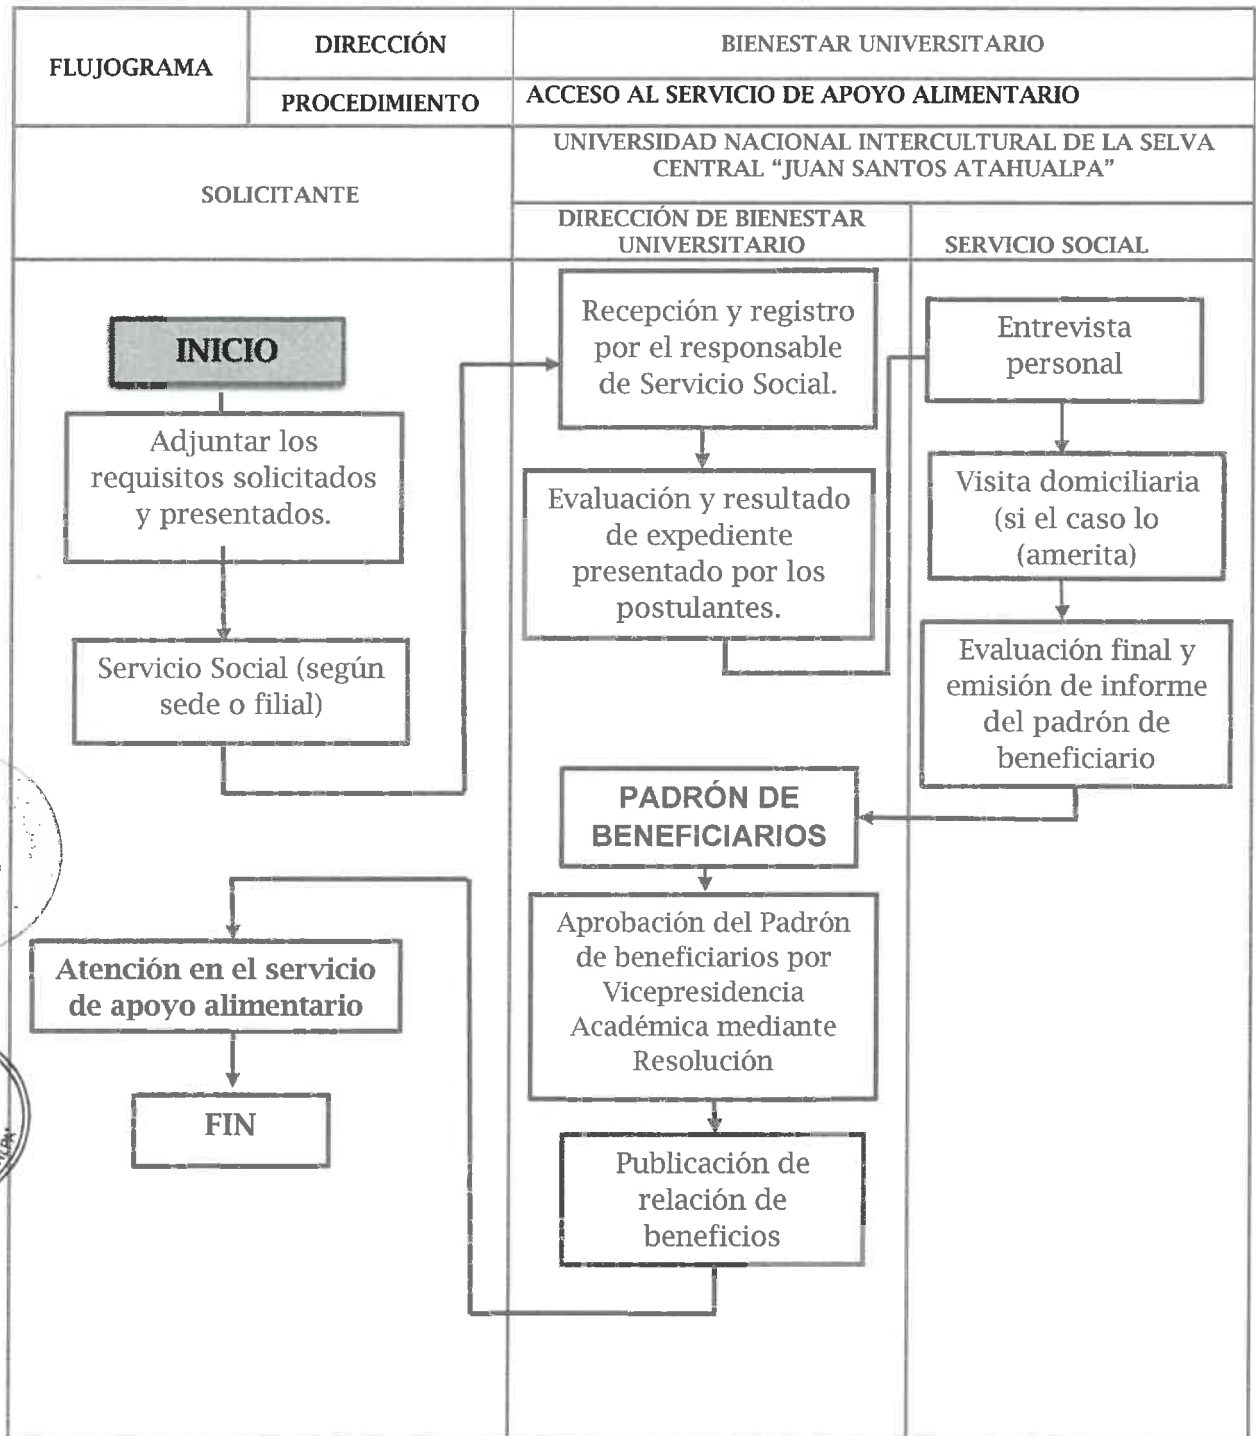 FLUJOGRAMA
DIRECCIÓN
BIENESTAR UNIVERSITARIO
PROCEDIMIENTO
ACCESO AL SERVICIO DE APOYO ALIMENTARIO
SOLICITANTE
UNIVERSIDAD NACIONAL INTERCULTURAL DE LA SELVA
CENTRAL “JUAN SANTOS ATAHUALPA”
DIRECCIÓN DE BIENESTAR
UNIVERSITARIO
SERVICIO SOCIAL
INICIO
Adjuntar los
requisitos solicitados
y presentados.
Servicio Social (según
sede o filial)
Recepción y registro
por el responsable
de Servicio Social.
Evaluación y resultado
de expediente
presentado por los
postulantes.
Entrevista
personal
Visita domiciliaria
(si el caso lo
(amerita)
Evaluación final y
emisión de informe
del padrón de
beneficiario
PADRÓN DE
BENEFICIARIOS
Aprobación del Padrón
de beneficiarios por
Vicepresidencia
Académica mediante
Resolución
Publicación de
relación de
beneficios
Atención en el servicio
de apoyo alimentario
FIN